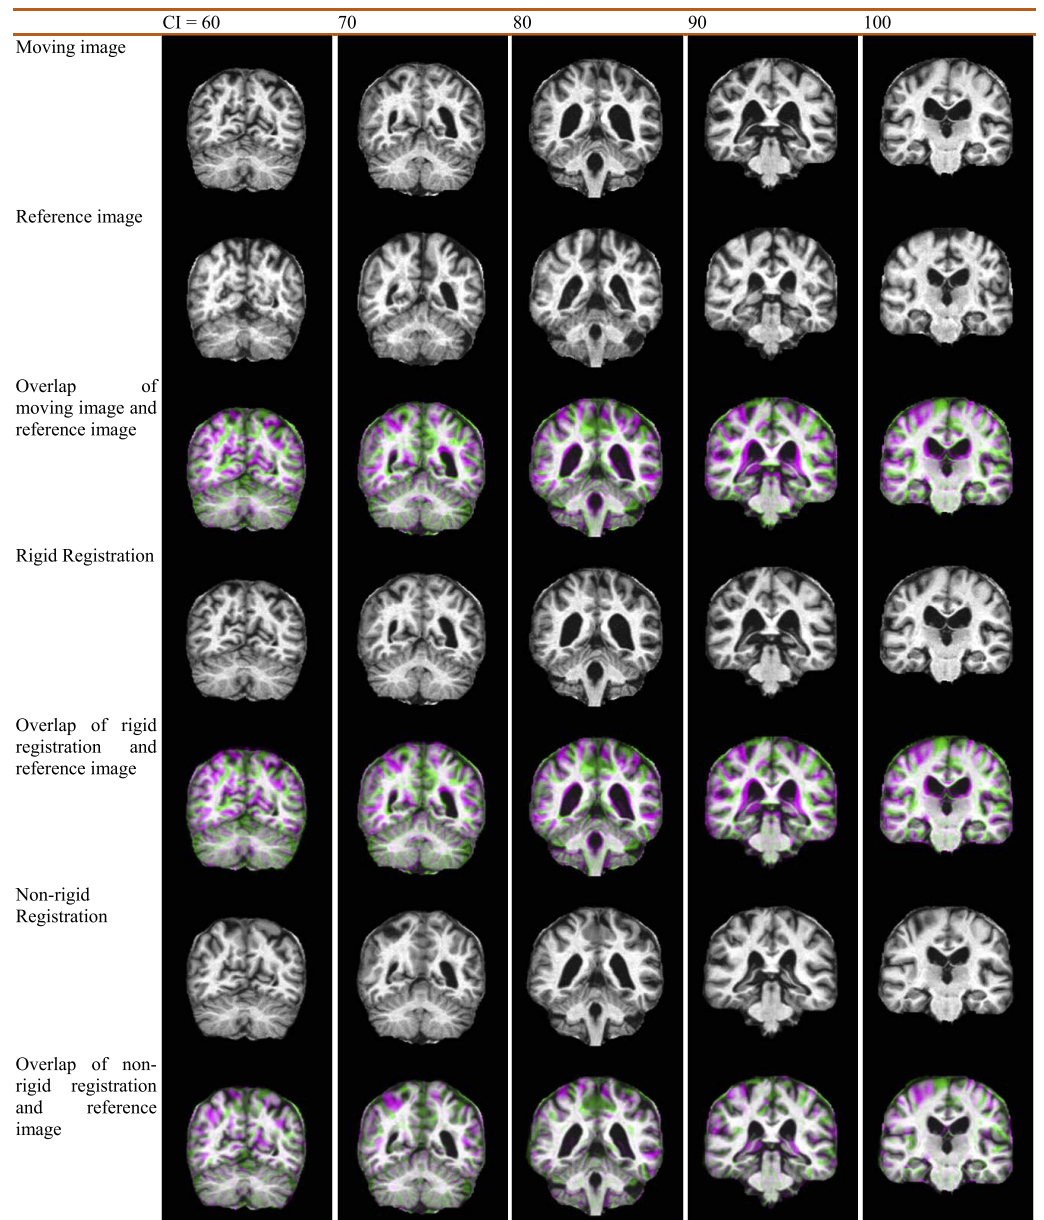 CI = 60 70 80 90 100
Moving image
Reference image
Overlap of
moving image and
reference image
Rigid Registration
Overlap of rigid
registration and
reference image
Non-rigid
Registration
Overlap of non-
rigid registration
and reference
image